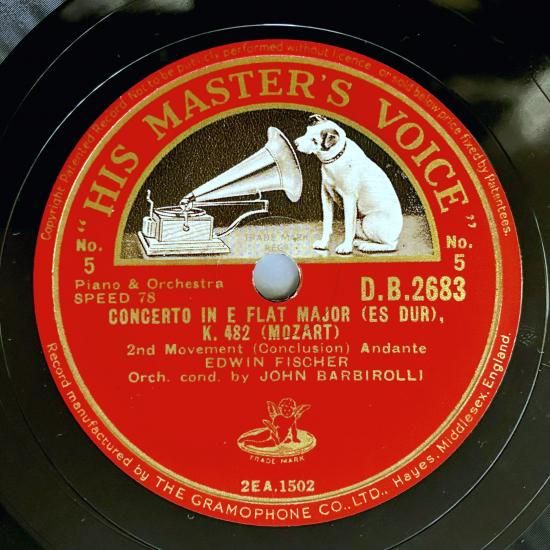 Copyright Patented Record Not to be publicly performed without licence. or sold below price fixed by patentees.
"HIS MASTER'S VOICE"
TRADE MARK
No.
5
No.
5
Piano & Orchestra
SPEED 78
D.B.2683
CONCERTO IN E FLAT MAJOR (ES DUR),
K. 482 (MOZART)
2nd Movement (Conclusion) Andante
EDWIN FISCHER
Orch. cond. by JOHN BARBIROLLI
TRADE MARK
2EA.1502
Record manufactured by THE GRAMOPHONE CO., LTD., Hayes, Middlesex, England.